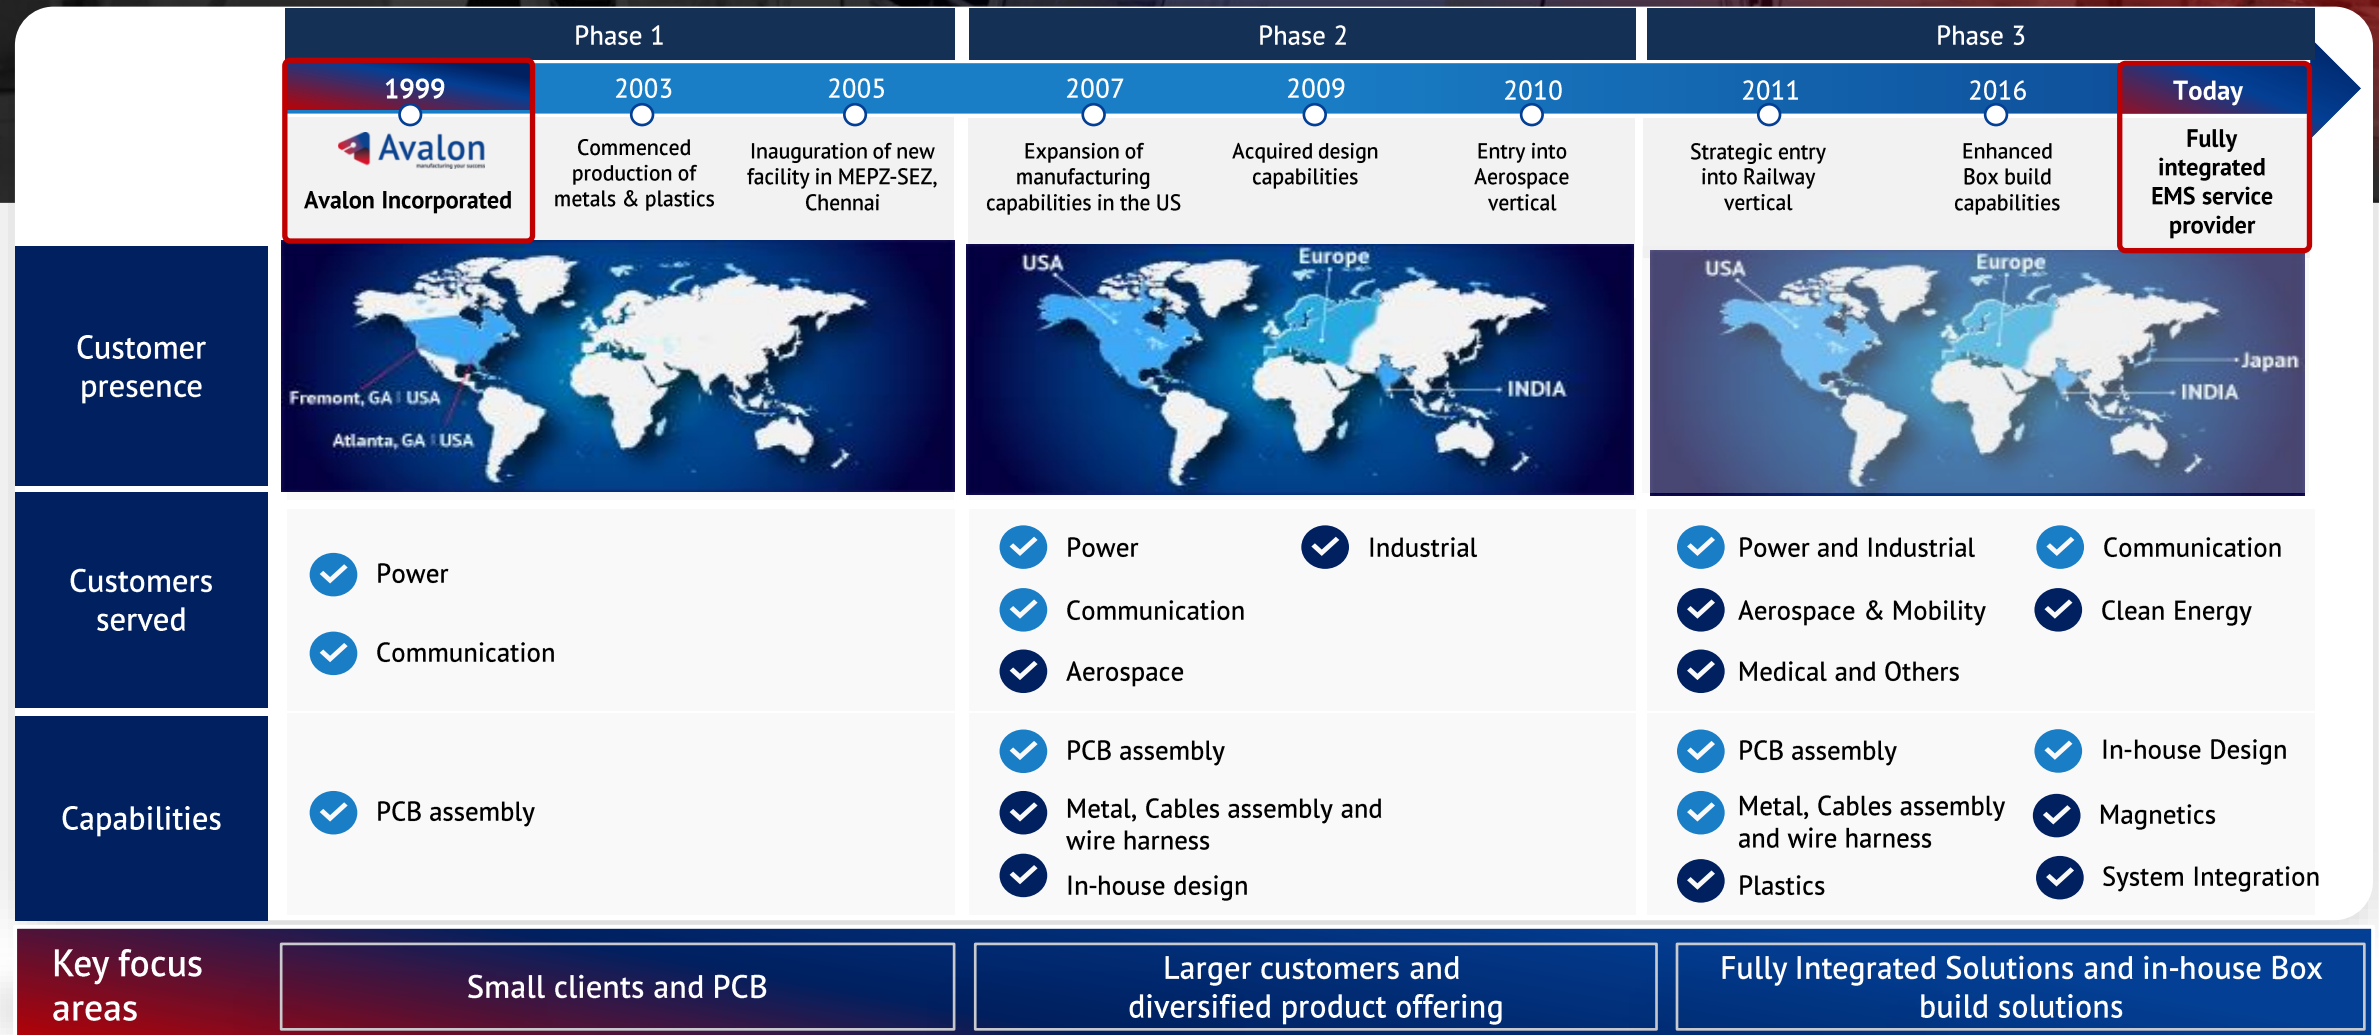 Phase 1
Phase 2
Phase 3
1999
2003
2005
2007
2009
2010
2011
2016
Today
Avalon
manufacturing your success
Avalon Incorporated
Commenced
production of
metals & plastics
Inauguration of new
facility in MEPZ-SEZ,
Chennai
Expansion of
manufacturing
capabilities in the US
Acquired design
capabilities
Entry into
Aerospace
vertical
Strategic entry
into Railway
vertical
Enhanced
Box build
capabilities
Fully
integrated
EMS service
provider
Customer
presence
Fremont, GA | USA
Atlanta, GA | USA
USA
Europe
INDIA
USA
Europe
Japan
INDIA
Customers
served
Power
Communication
Power
Industrial
Communication
Aerospace
Power and Industrial
Communication
Aerospace & Mobility
Clean Energy
Medical and Others
Capabilities
PCB assembly
PCB assembly
Metal, Cables assembly and
wire harness
In-house design
PCB assembly
In-house Design
Metal, Cables assembly
and wire harness
Magnetics
Plastics
System Integration
Key focus
areas
Small clients and PCB
Larger customers and
diversified product offering
Fully Integrated Solutions and in-house Box
build solutions